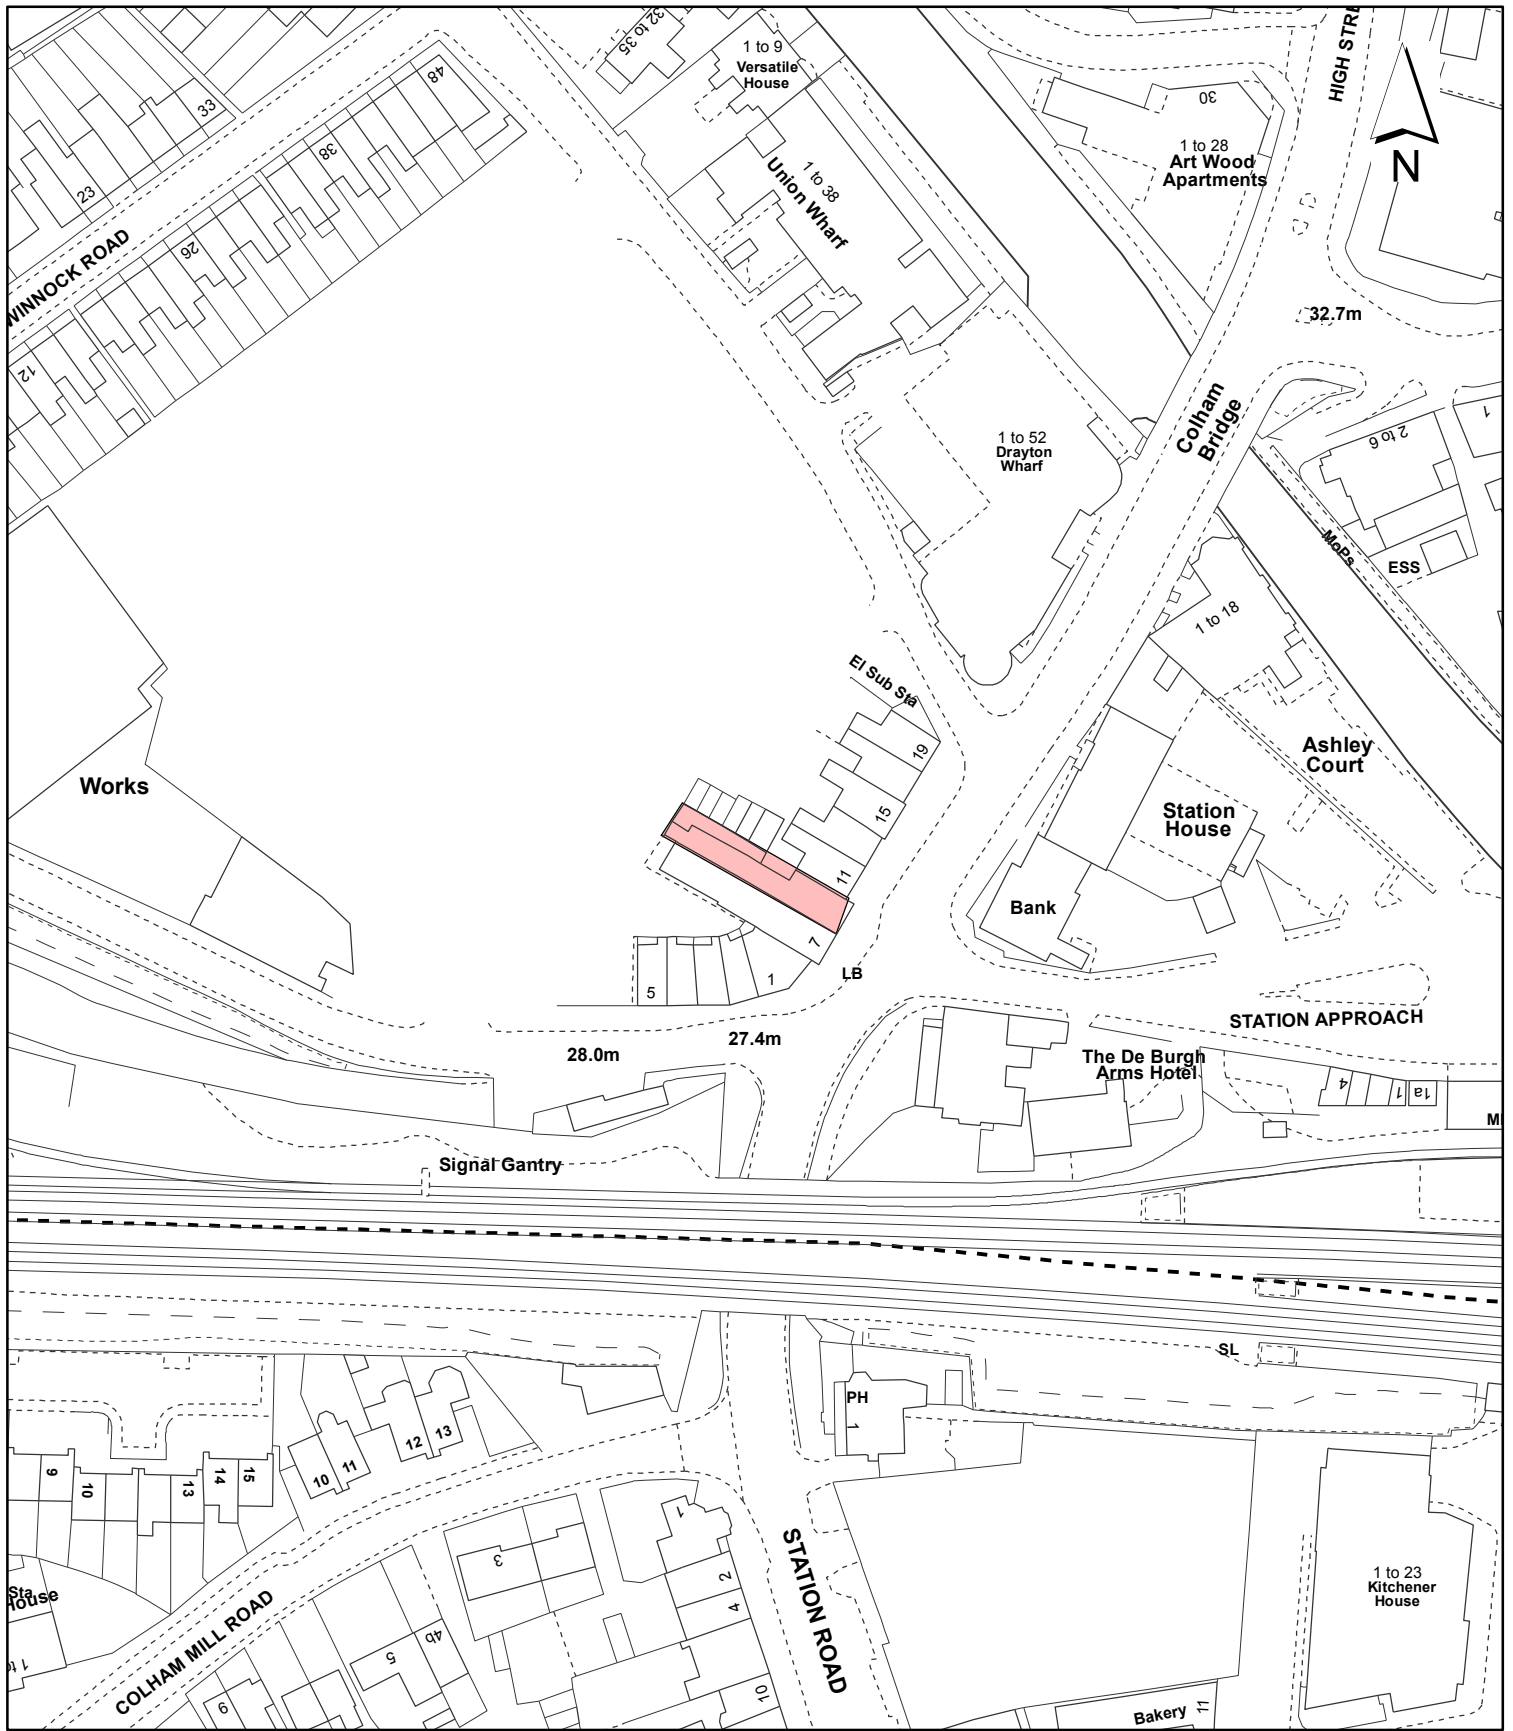 32 to 35
1 to 9
Versatile
House
HIGH STRE
48
33
30
38
1 to 28
Art Wood
Apartments
N
1 to 38
Union Wharf
23
WINNOCK ROAD
26
32.7m
12
Colham
Bridge
1
2 to 6
1 to 52
Drayton
Wharf
MoPs
ESS
1 to 18
El Sub Sta
19
Ashley
Court
Works
15
Station
House
11
Bank
7
LB
5
1
STATION APPROACH
27.4m
28.0m
The De Burgh
Arms Hotel
4
1
1a
Signal Gantry
SL
PH
1
12
13
10
11
9
10
13
14
15
1
3
2
4
STATION ROAD
1 to 23
Kitchener
House
Sta
House
COLHAM MILL ROAD
4b
5
1 to
9
10
Bakery
11